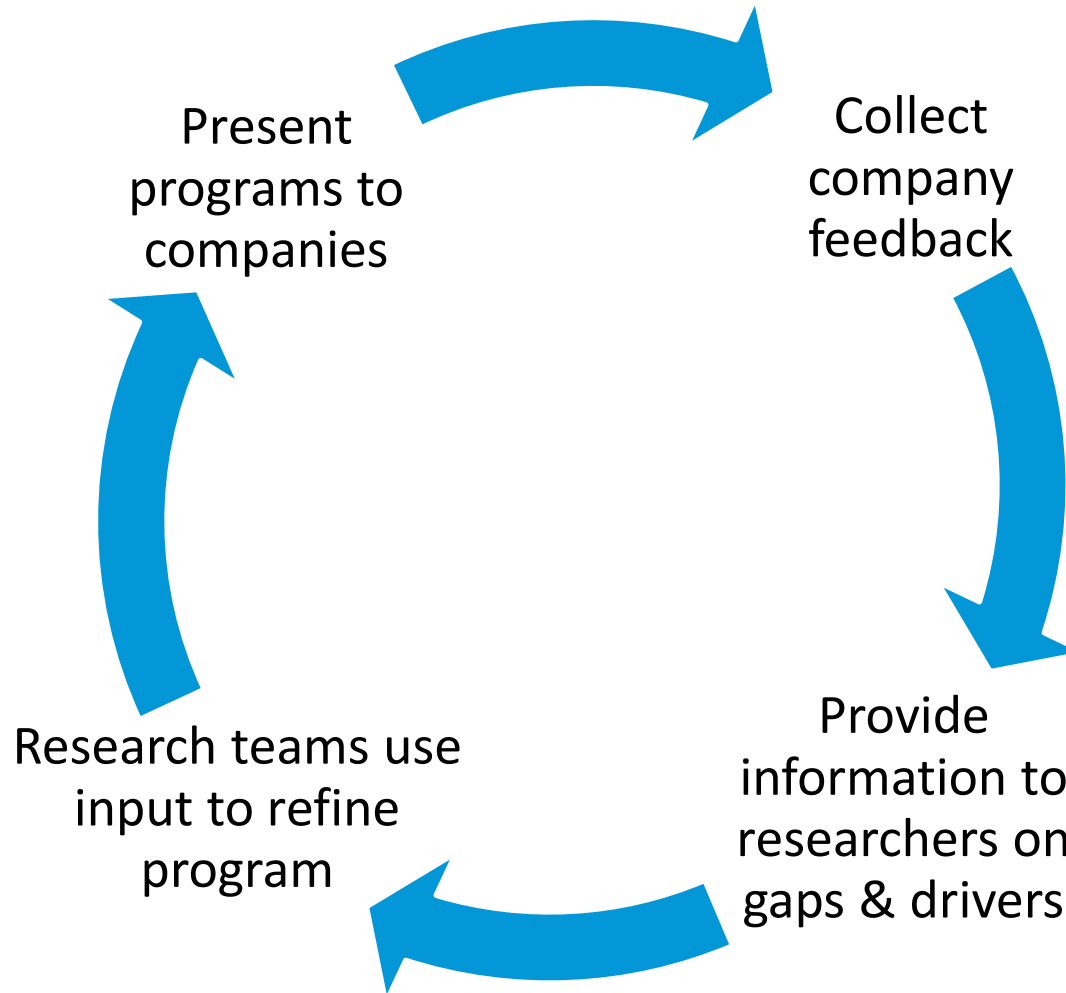 Present
programs to
companies
Collect
company
feedback
Provide
information to
researchers on
gaps & drivers
Research teams use
input to refine
program